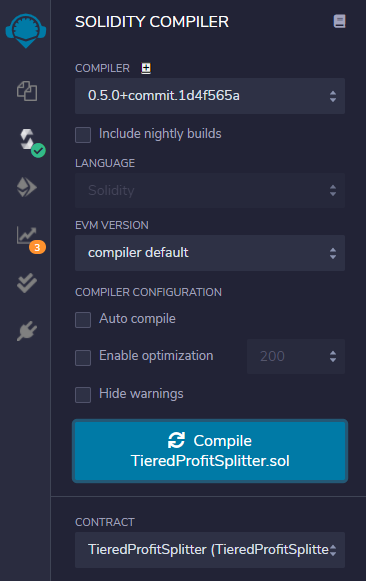 SOLIDITY COMPILER
COMPILER
0.5.0+commit.1d4f565a
Include nightly builds
LANGUAGE
Solidity
EVM VERSION
compiler default
COMPILER CONFIGURATION
Auto compile
3
Enable optimization 200
Hide warnings
Compile
TieredProfitSplitter.sol
CONTRACT
TieredProfitSplitter (TieredProfitSplitte